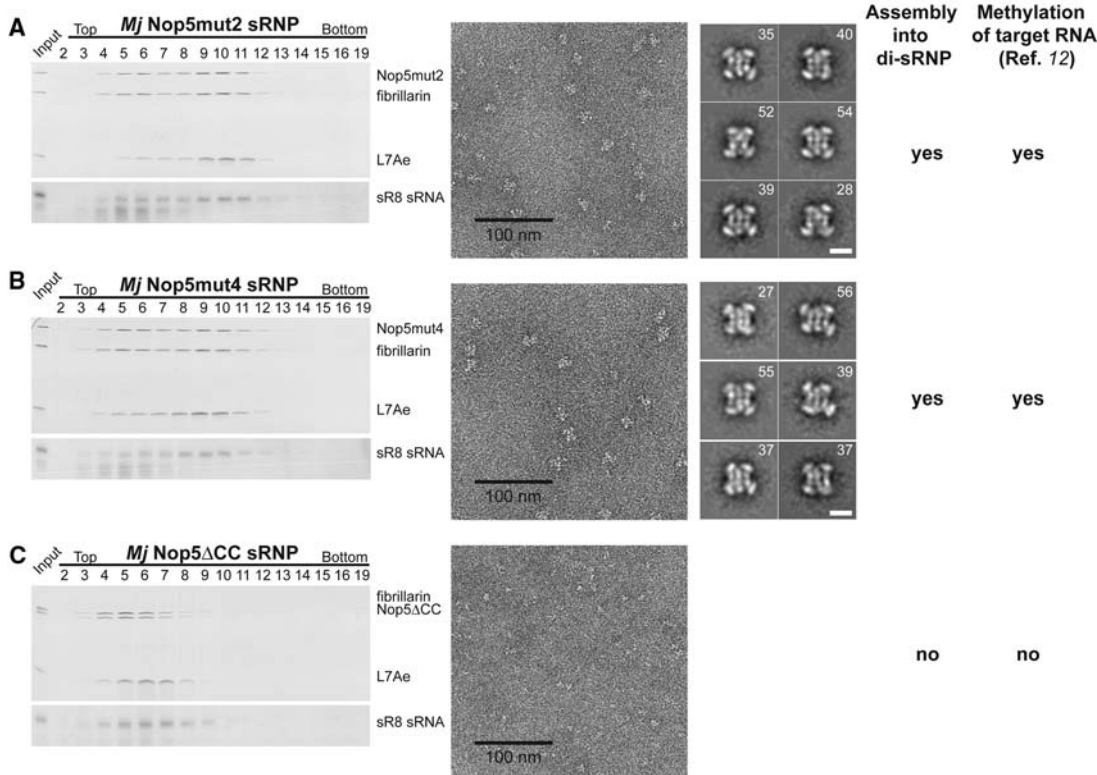 Assembly into di-sRNP
Methylation of target RNA (Ref. 12)
A
Mj Nop5mut2 sRNP
Input
Top
Bottom
2 3 4 5 6 7 8 9 10 11 12 13 14 15 16 19
Nop5mut2
fibrillarin
L7Ae
sR8 sRNA
100 nm
35 40
52 54
39 28
yes yes
B
Mj Nop5mut4 sRNP
Input
Top
Bottom
2 3 4 5 6 7 8 9 10 11 12 13 14 15 16 19
Nop5mut4
fibrillarin
L7Ae
sR8 sRNA
100 nm
27 56
55 39
37 37
yes yes
C
Mj Nop5ΔCC sRNP
Input
Top
Bottom
2 3 4 5 6 7 8 9 10 11 12 13 14 15 16 19
fibrillarin
Nop5ΔCC
L7Ae
sR8 sRNA
100 nm
no no